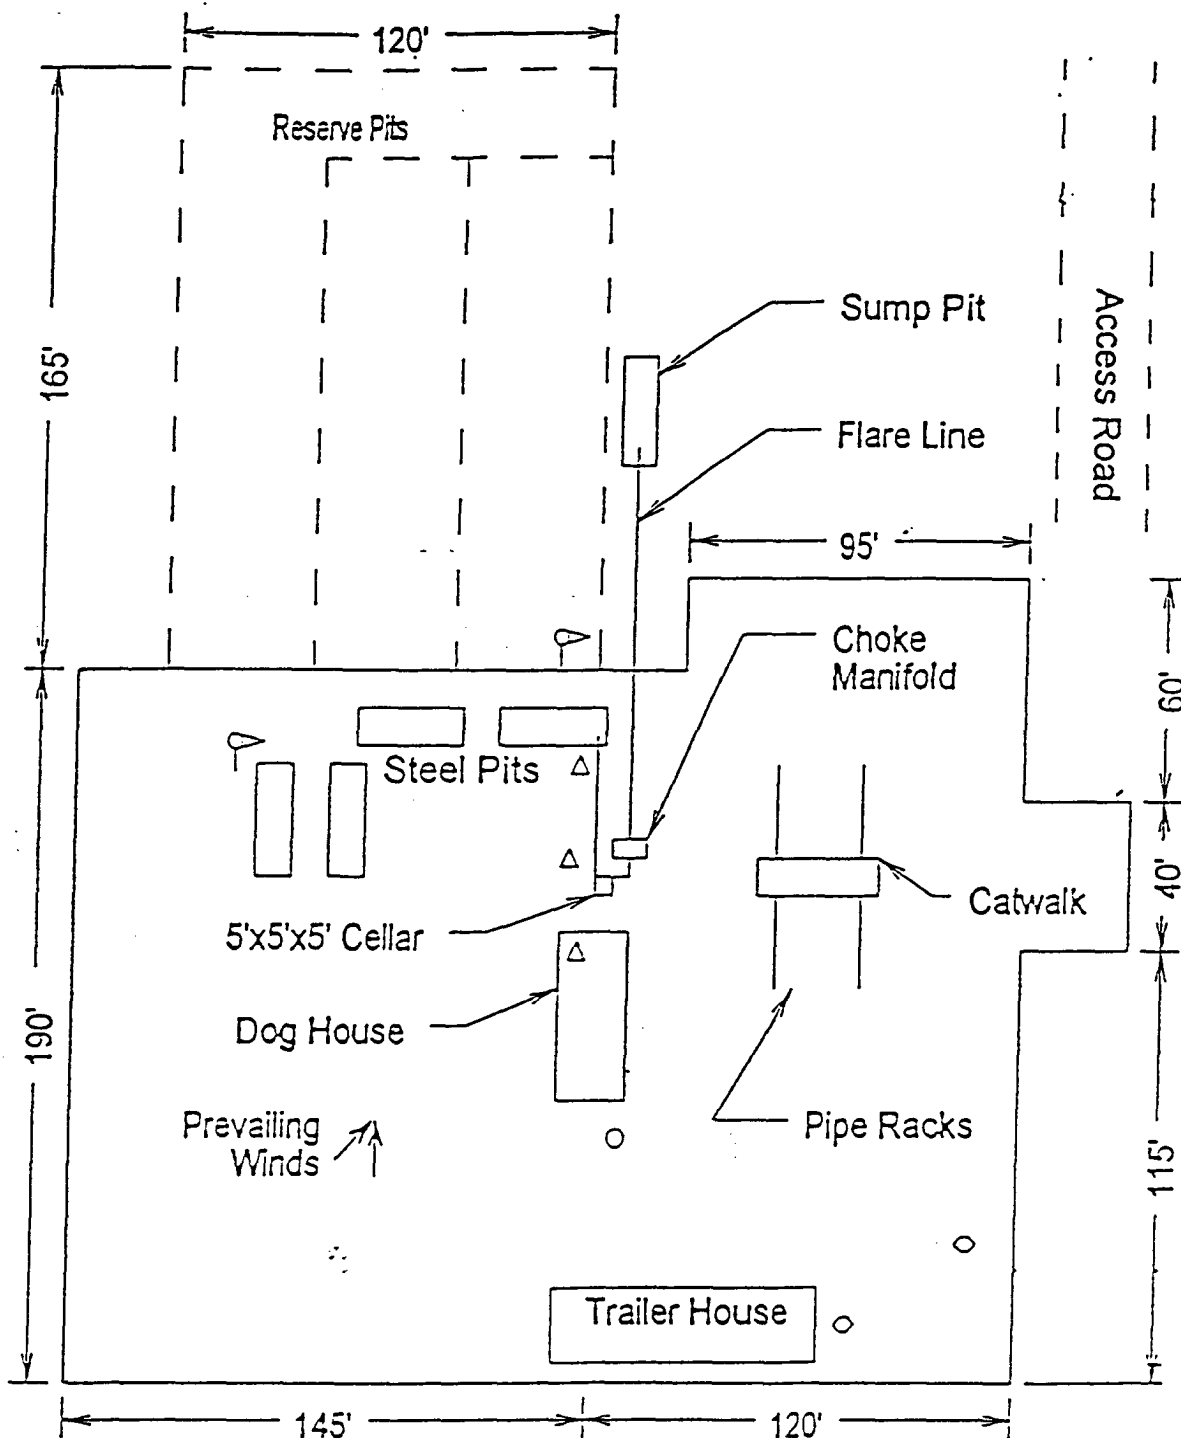 120'
Reserve Pits
Sump Pit
165'
Access Road
Flare Line
95'
Choke
Manifold
60'
Steel Pits
40'
Catwalk
5'x5'x5' Cellar
190'
Dog House
Prevailing
Winds
Pipe Racks
115'
Trailer House
145'
120'